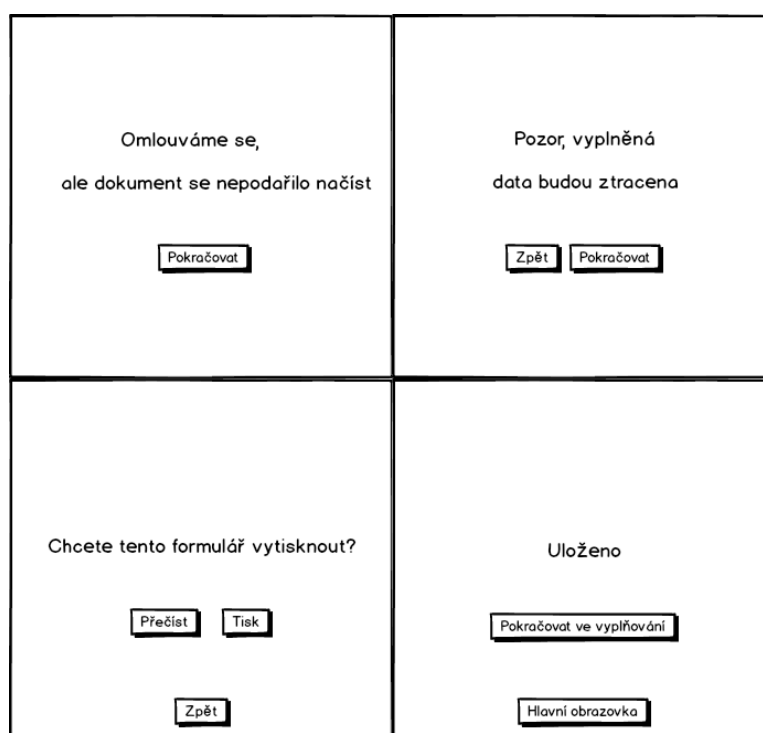 Omlouváme se,
ale dokument se nepodařilo načíst
Pokračovat
Pozor, vyplněná
data budou ztracena
Zpět Pokračovat
Chcete tento formulář vytisknout?
Přečíst Tisk
Zpět
Uloženo
Pokračovat ve vyplňování
Hlavní obrazovka